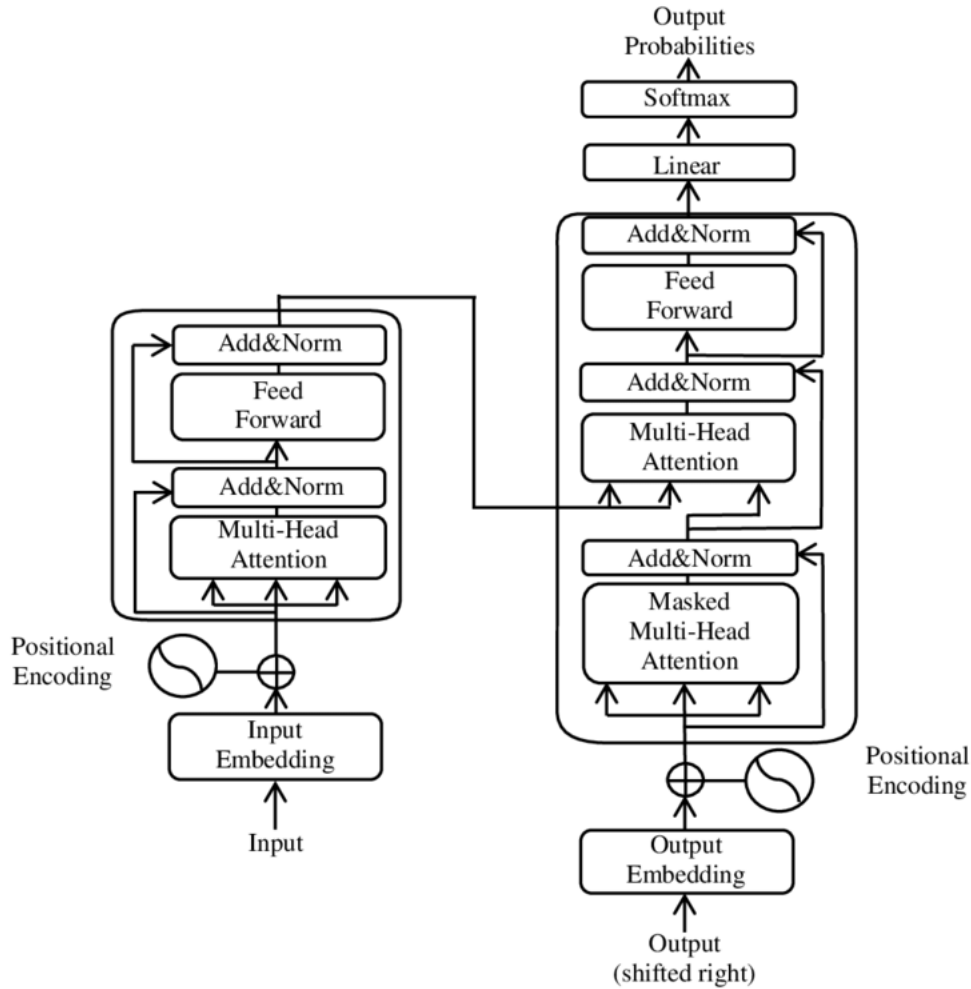 Output
Probabilities
Softmax
Linear
Add&Norm
Feed
Forward
Add&Norm
Multi-Head
Attention
Add&Norm
Masked
Multi-Head
Attention
Positional
Encoding
Output
Embedding
Output
(shifted right)
Add&Norm
Feed
Forward
Add&Norm
Multi-Head
Attention
Positional
Encoding
Input
Embedding
Input